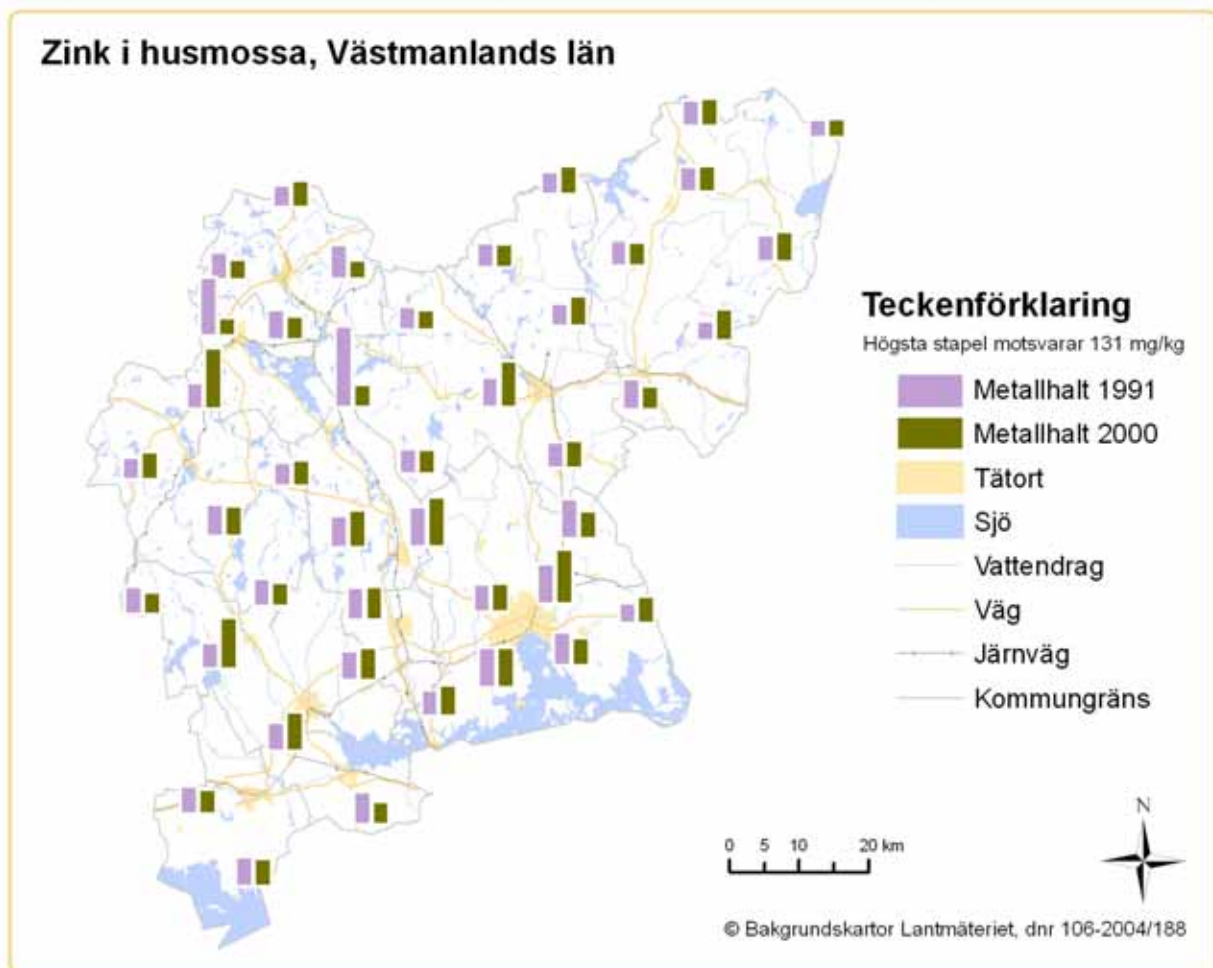 Zink i husmossa, Västmanlands län
Teckenförklaring
Högsta stapel motsvarar 131 mg/kg
Metallhalt 1991
Metallhalt 2000
Tätort
Sjö
Vattendrag
Väg
Järnväg
Kommungräns
N
0 5 10 20 km
© Bakgrundskartor Lantmäteriet, dnr 106-2004/188